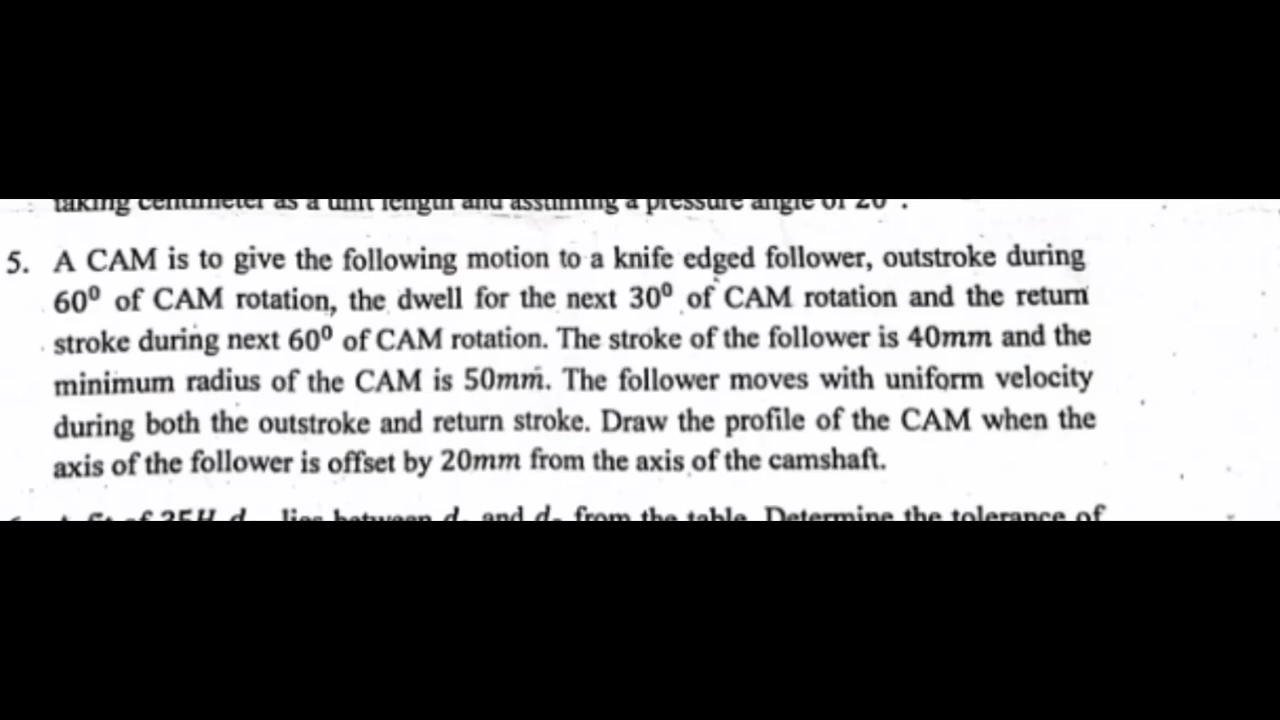 taking centimeter as a unit length and assuming a pressure angle of 20°.
5. A CAM is to give the following motion to a knife edged follower, outstroke during
60⁰ of CAM rotation, the dwell for the next 30⁰ of CAM rotation and the return
stroke during next 60⁰ of CAM rotation. The stroke of the follower is 40mm and the
minimum radius of the CAM is 50mm. The follower moves with uniform velocity
during both the outstroke and return stroke. Draw the profile of the CAM when the
axis of the follower is offset by 20mm from the axis of the camshaft.
lies between d and d from the table. Determine the tolerance of